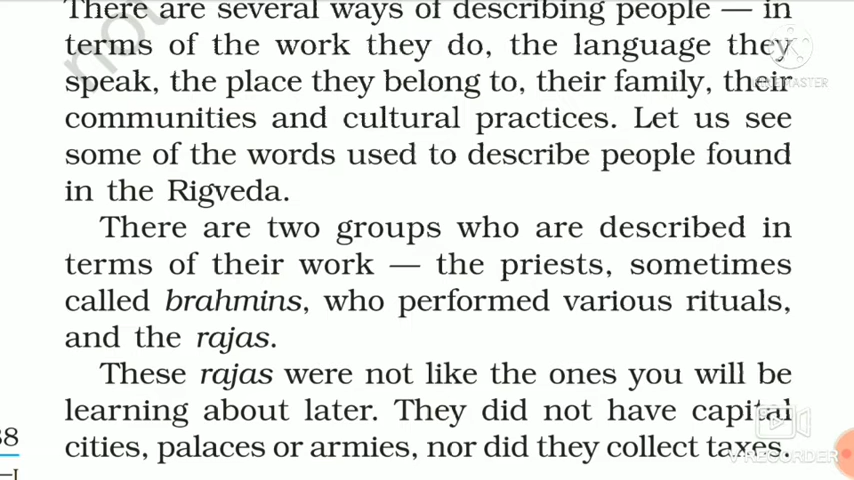 There are several ways of describing people — in
terms of the work they do, the language they
speak, the place they belong to, their family, their
communities and cultural practices. Let us see
some of the words used to describe people found
in the Rigveda.
There are two groups who are described in
terms of their work — the priests, sometimes
called brahmins, who performed various rituals,
and the rajas.
These rajas were not like the ones you will be
learning about later. They did not have capital
38
cities, palaces or armies, nor did they collect taxes.
—I
not
RECORDER